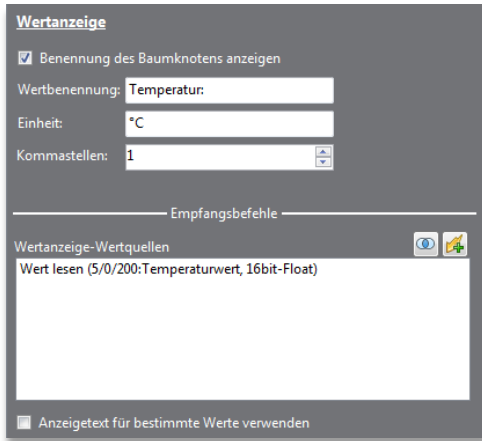 Wertanzeige
Benennung des Baumknotens anzeigen
Wertbenennung: Temperatur:
Einheit: °C
Kommastellen: 1
Empfangsbefehle
Wertanzeige-Wertquellen
Wert lesen (5/0/200:Temperaturwert, 16bit-Float)
Anzeigetext für bestimmte Werte verwenden